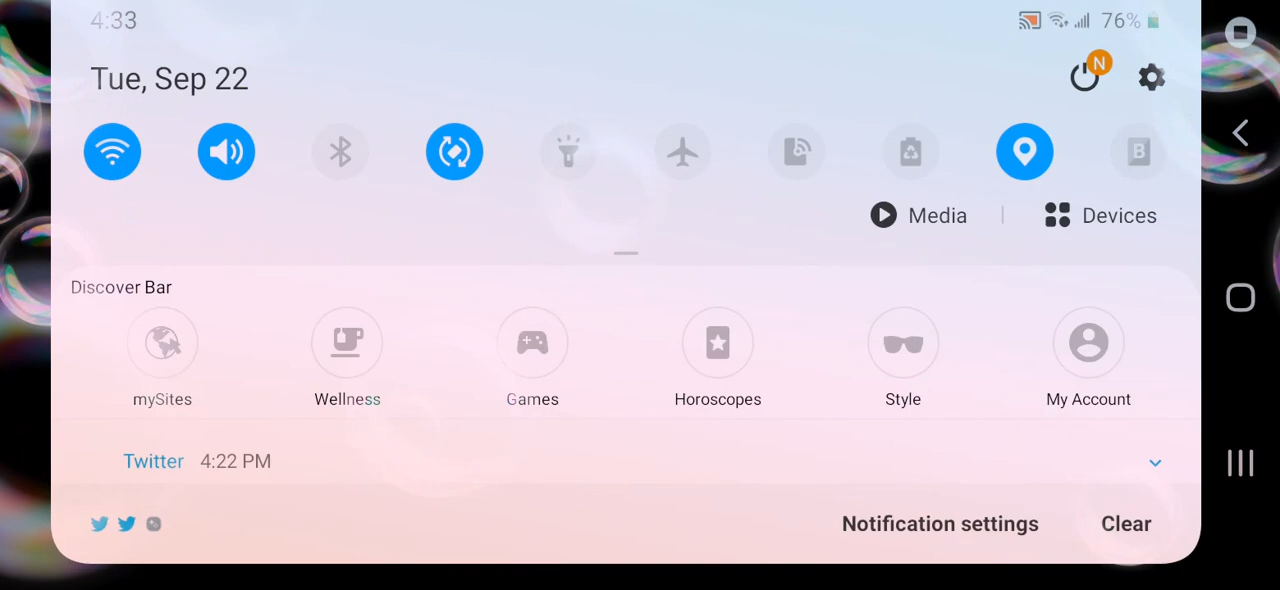 4:33
76%
Tue, Sep 22
N
B
Media
Devices
Discover Bar
mySites
Wellness
Games
Horoscopes
Style
My Account
Twitter 4:22 PM
Notification settings
Clear